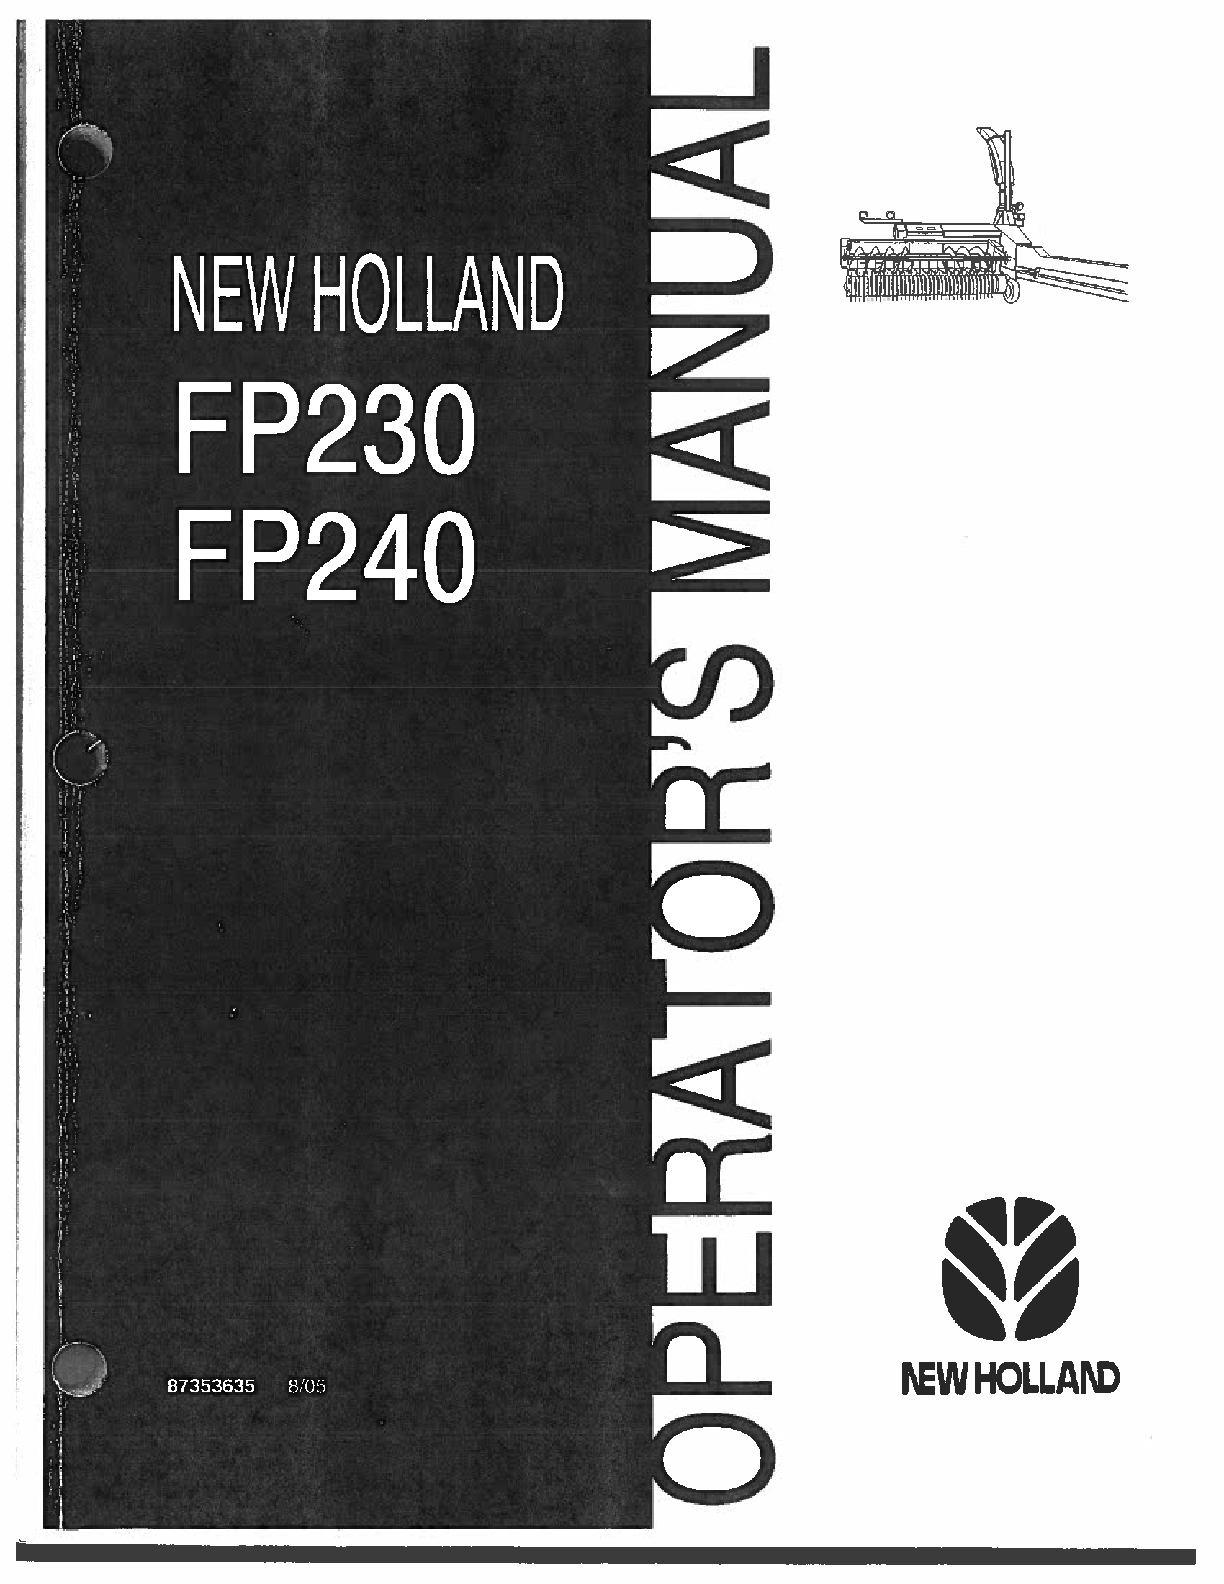 NEW HOLLAND
FP230
FP240
87353635 8/05
OPERATOR'S MANUAL
NEW HOLLAND